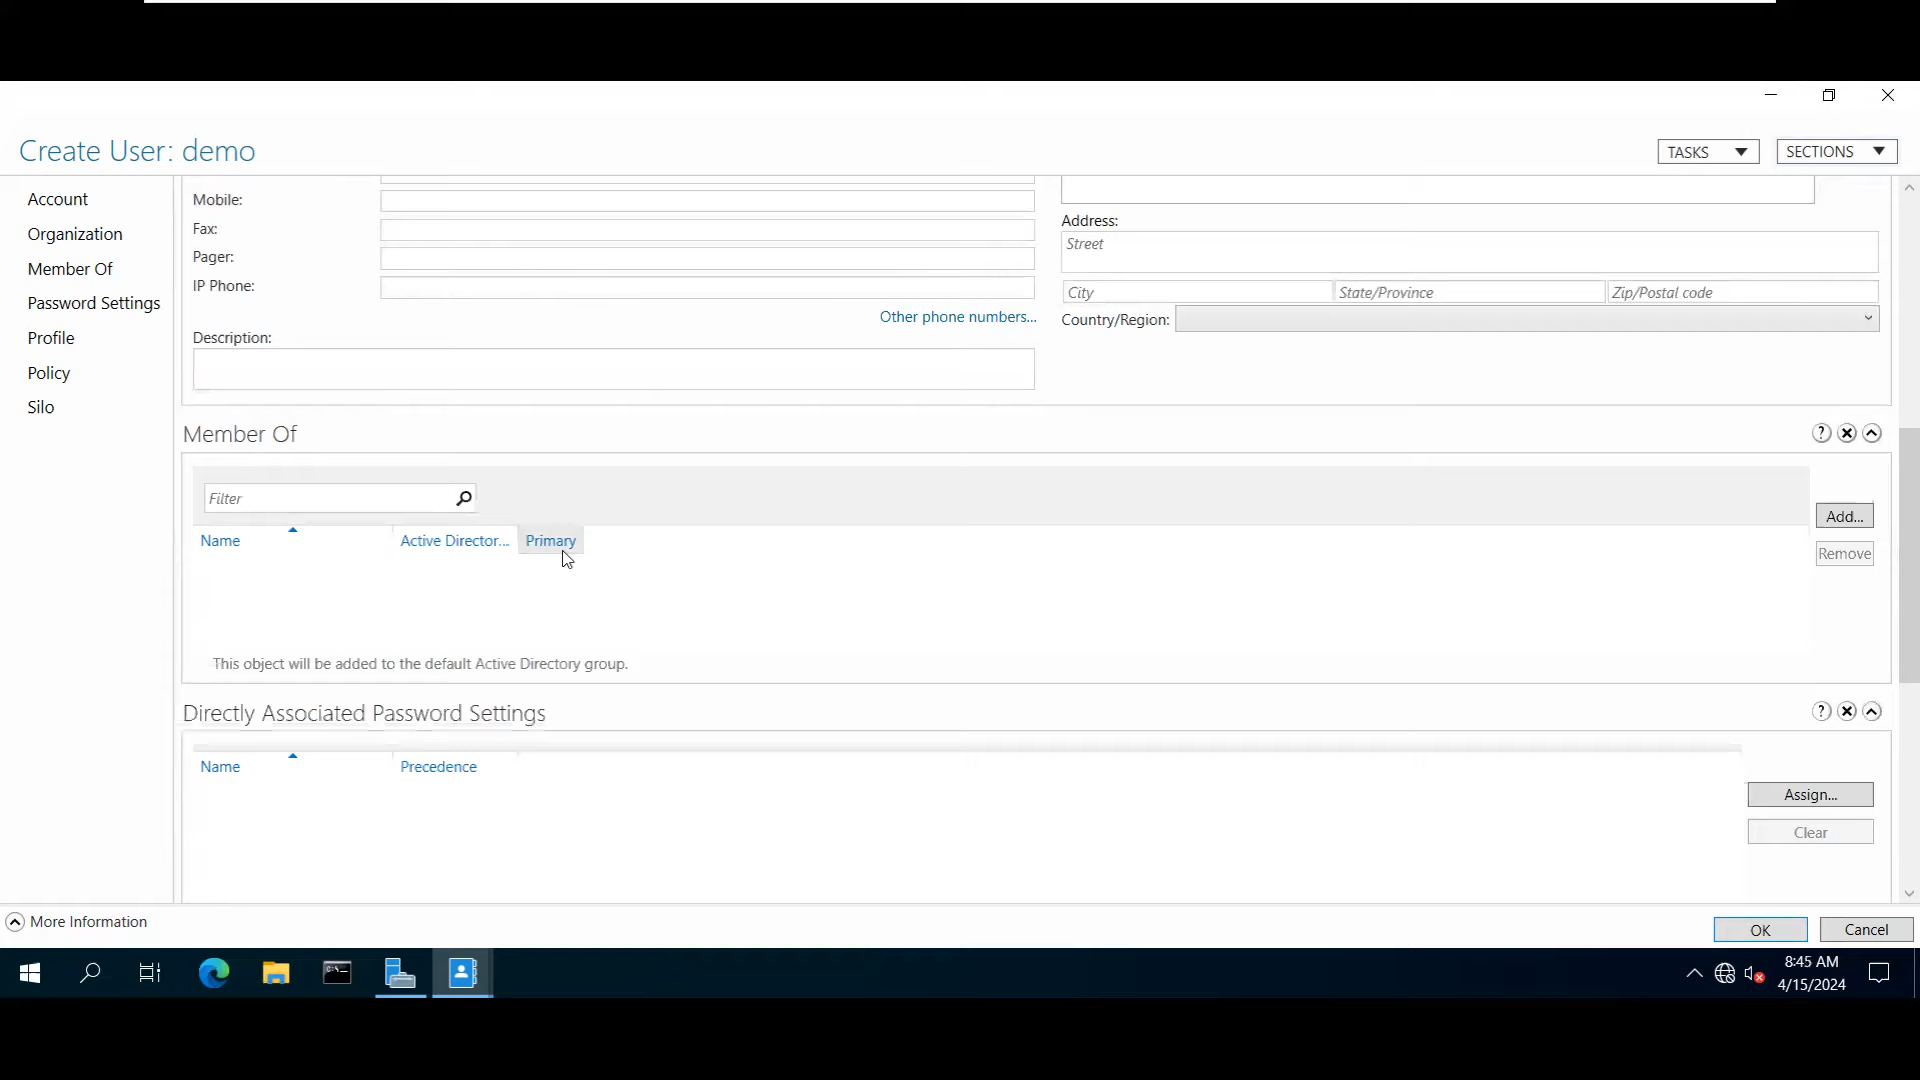 Create User: demo
TASKS
SECTIONS
Account
Organization
Member Of
Password Settings
Profile
Policy
Silo
Mobile:
Fax:
Pager:
IP Phone:
Other phone numbers...
Description:
Address:
Street
City
State/Province
Zip/Postal code
Country/Region:
Member Of
Filter
Name
Active Director...
Primary
Add...
Remove
This object will be added to the default Active Directory group.
Directly Associated Password Settings
Name
Precedence
Assign...
Clear
More Information
OK
Cancel
8:45 AM
4/15/2024